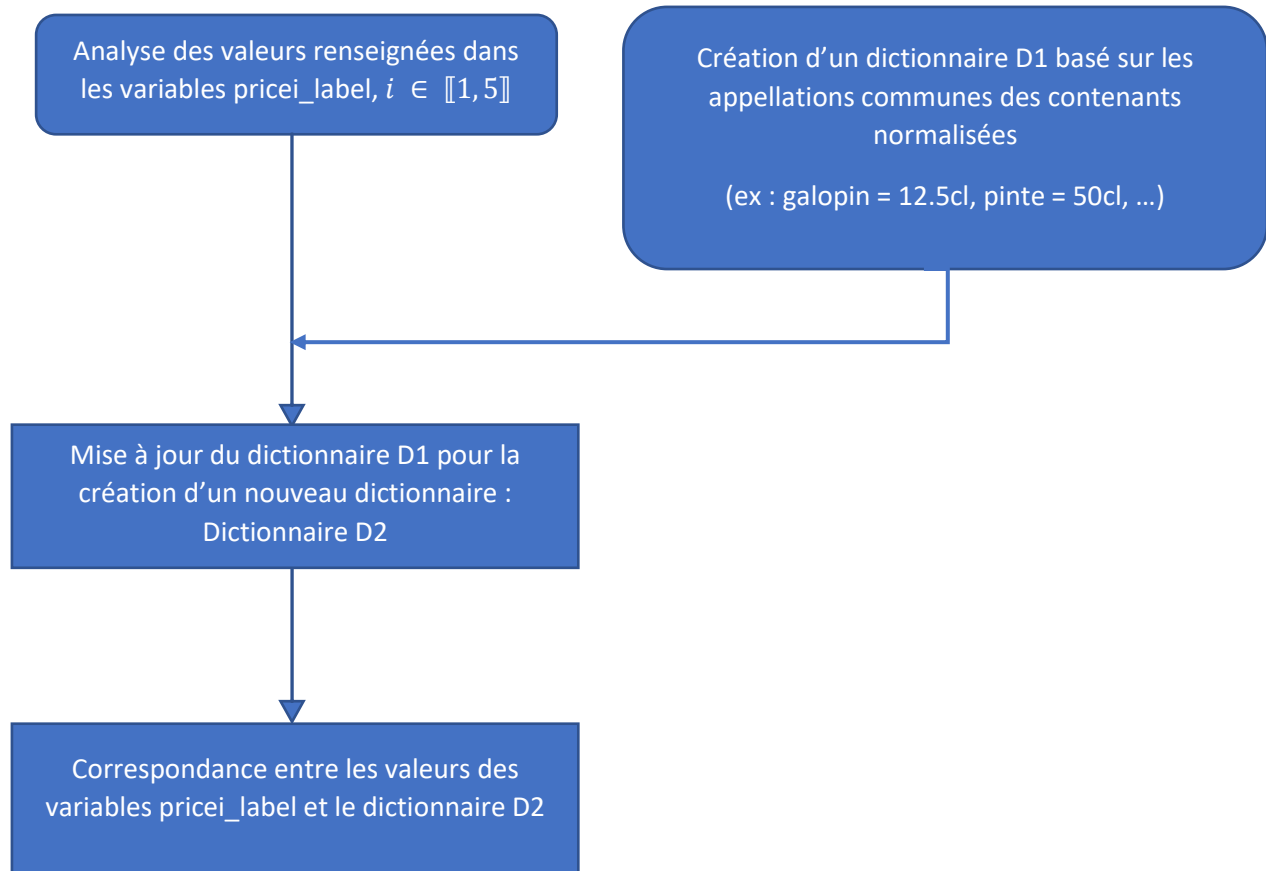 Analyse des valeurs renseignées dans
les variables pricei_label, 𝑖 ∈ ⟦1, 5⟧
Création d’un dictionnaire D1 basé sur les
appellations communes des contenants
normalisées
(ex : galopin = 12.5cl, pinte = 50cl, …)
Mise à jour du dictionnaire D1 pour la
création d’un nouveau dictionnaire :
Dictionnaire D2
Correspondance entre les valeurs des
variables pricei_label et le dictionnaire D2